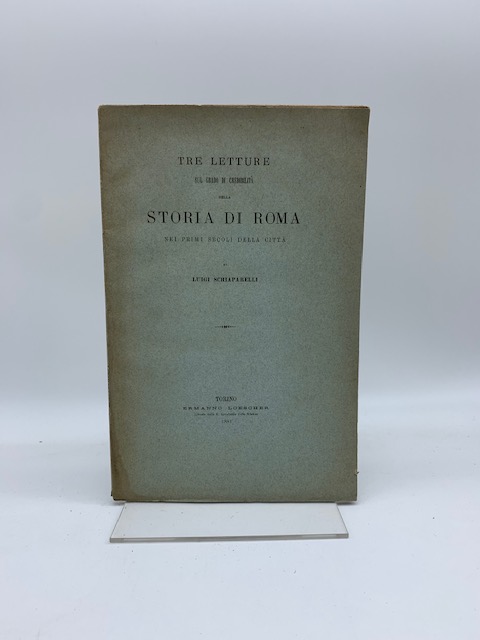 TRE LETTURE
SUL GRADO DI CREDIBILITÀ
DELLA
STORIA DI ROMA
NEI PRIMI SECOLI DELLA CITTÀ
DI
LUIGI SCHIAPARELLI
TORINO
ERMANNO LOESCHER